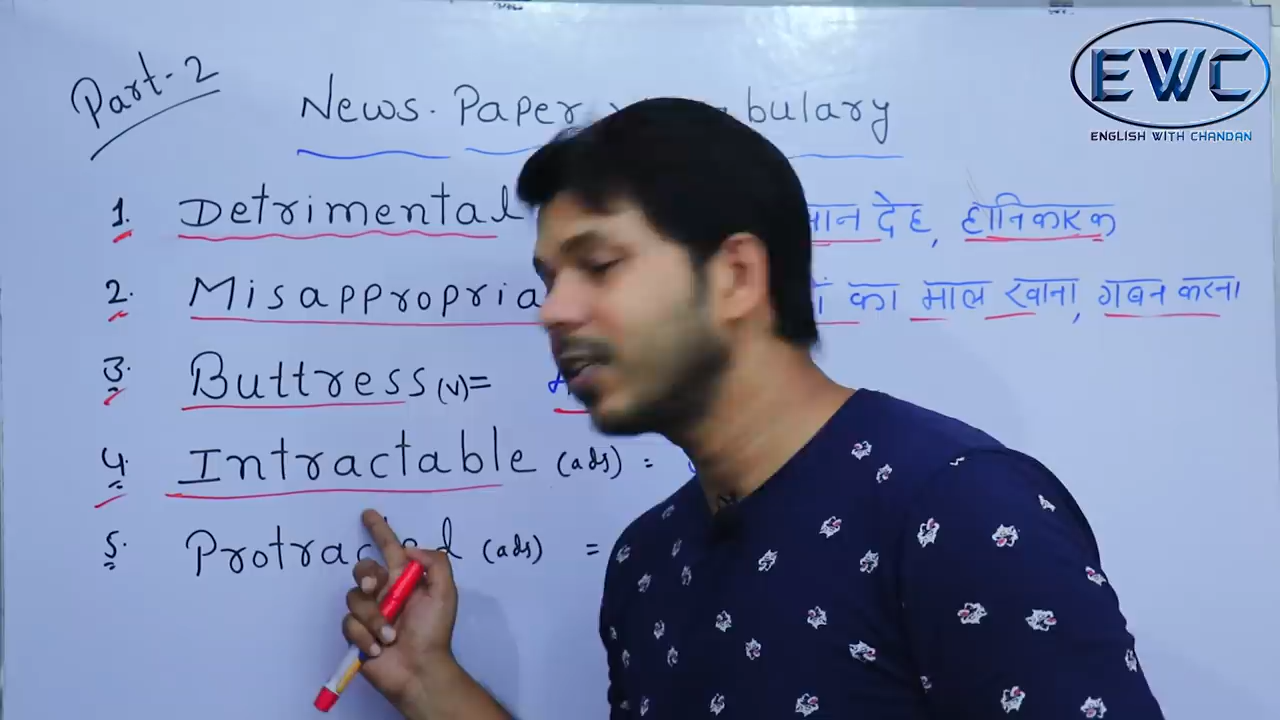 Part-2
News. Paper bulary
EWC
ENGLISH WITH CHANDAN
1. Detrimental देह, हानिकारक
2. Misappropria का माल खाना, गबन करना
3. Buttress (v) =
4. Intractable (adj) =
5. (adj) =